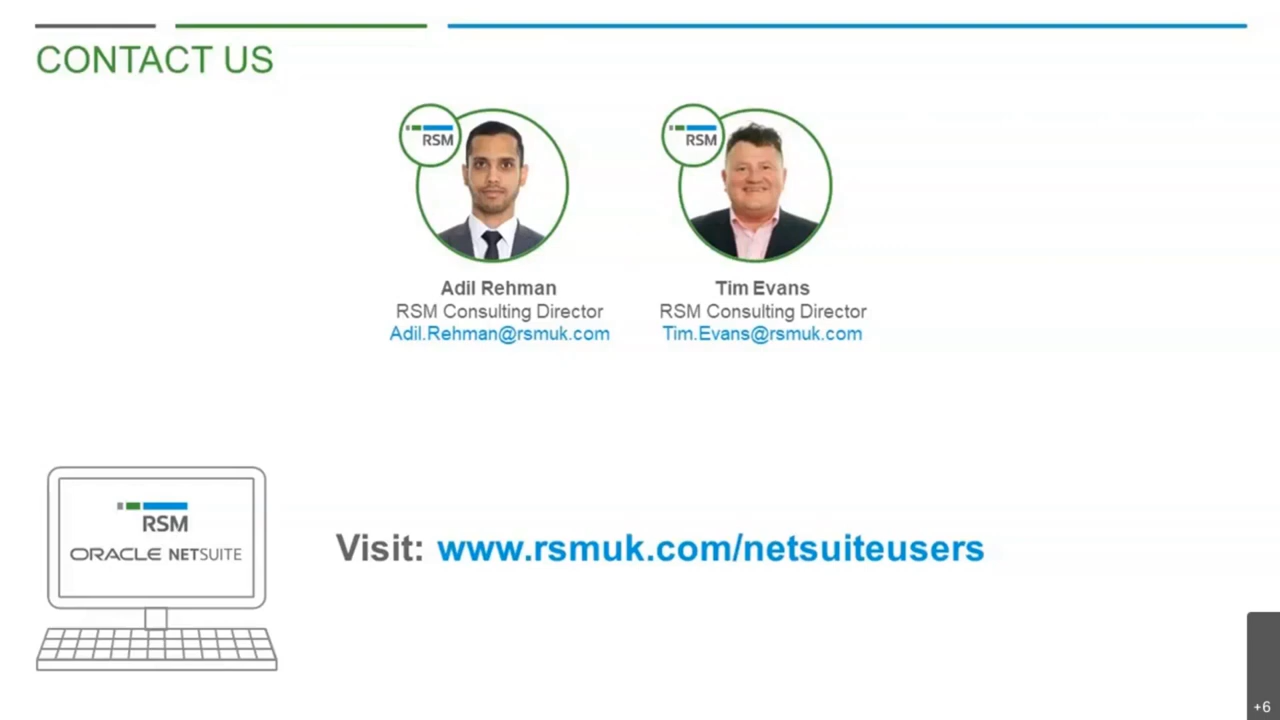 CONTACT US
RSM
RSM
Adil Rehman
RSM Consulting Director
Adil.Rehman@rsmuk.com
Tim Evans
RSM Consulting Director
Tim.Evans@rsmuk.com
RSM
ORACLE NETSUITE
Visit: www.rsmuk.com/netsuiteusers
+6